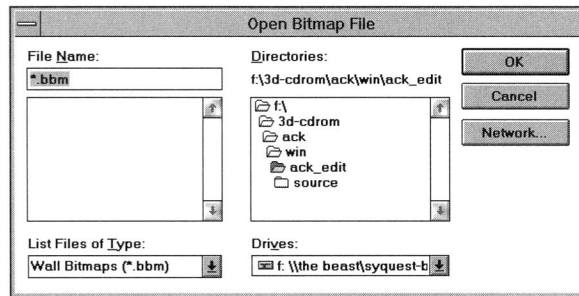 Open Bitmap File
File Name:
*.bbm
Directories:
f:\3d-cdrom\ack\win\ack_edit
OK
Cancel
Network...
f:\
3d-cdrom
ack
win
ack_edit
source
List Files of Type:
Wall Bitmaps (*.bbm)
Drives:
f: \\the beast\syquest-b